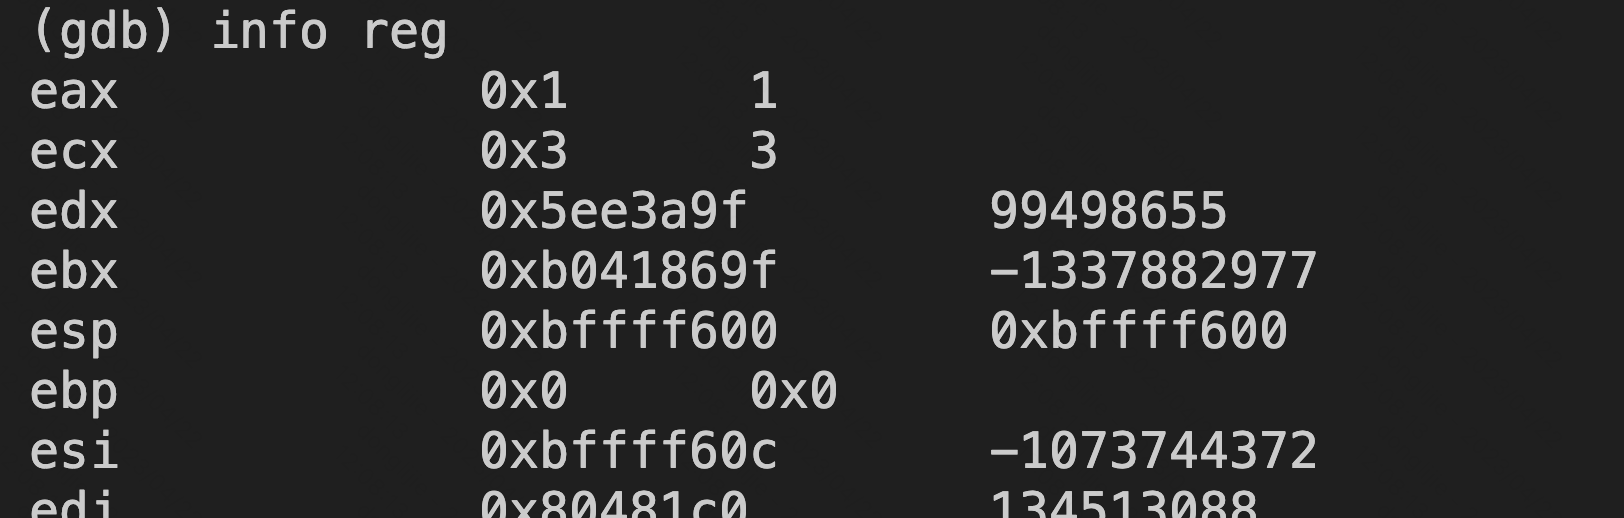 (gdb) info reg
eax 0x1 1
ecx 0x3 3
edx 0x5ee3a9f 99498655
ebx 0xb041869f -1337882977
esp 0xbffff600 0xbffff600
ebp 0x0 0x0
esi 0xbffff60c -1073744372
edi 0x80481c0 134513088